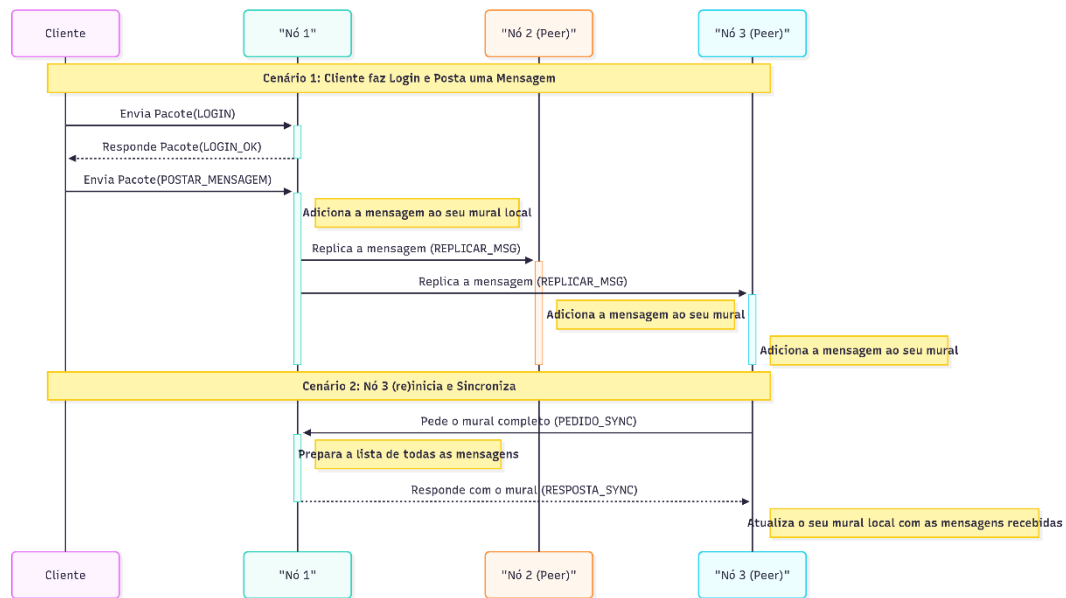 Cliente
"Nó 1"
"Nó 2 (Peer)"
"Nó 3 (Peer)"
Cenário 1: Cliente faz Login e Posta uma Mensagem
Envia Pacote(LOGIN)
Responde Pacote(LOGIN_OK)
Envia Pacote(POSTAR_MENSAGEM)
Adiciona a mensagem ao seu mural local
Replica a mensagem (REPLICAR_MSG)
Replica a mensagem (REPLICAR_MSG)
Adiciona a mensagem ao seu mural
Adiciona a mensagem ao seu mural
Cenário 2: Nó 3 (re)inicia e Sincroniza
Pede o mural completo (PEDIDO_SYNC)
Prepara a lista de todas as mensagens
Responde com o mural (RESPOSTA_SYNC)
Atualiza o seu mural local com as mensagens recebidas
Cliente
"Nó 1"
"Nó 2 (Peer)"
"Nó 3 (Peer)"